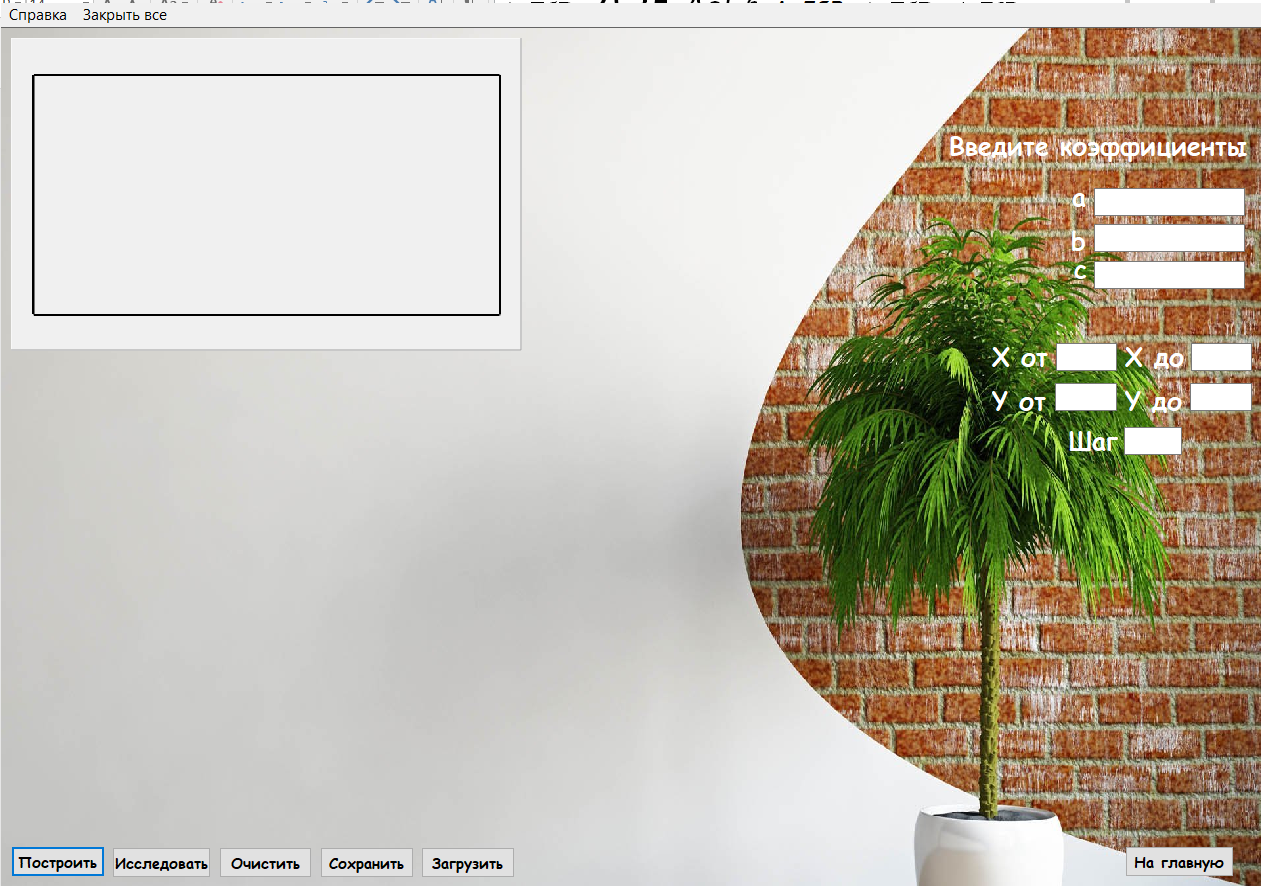 Справка Закрыть все
Введите коэффициенты
a
b
c
X от X до
У от У до
Шаг
Построить Исследовать Очистить Сохранить Загрузить На главную